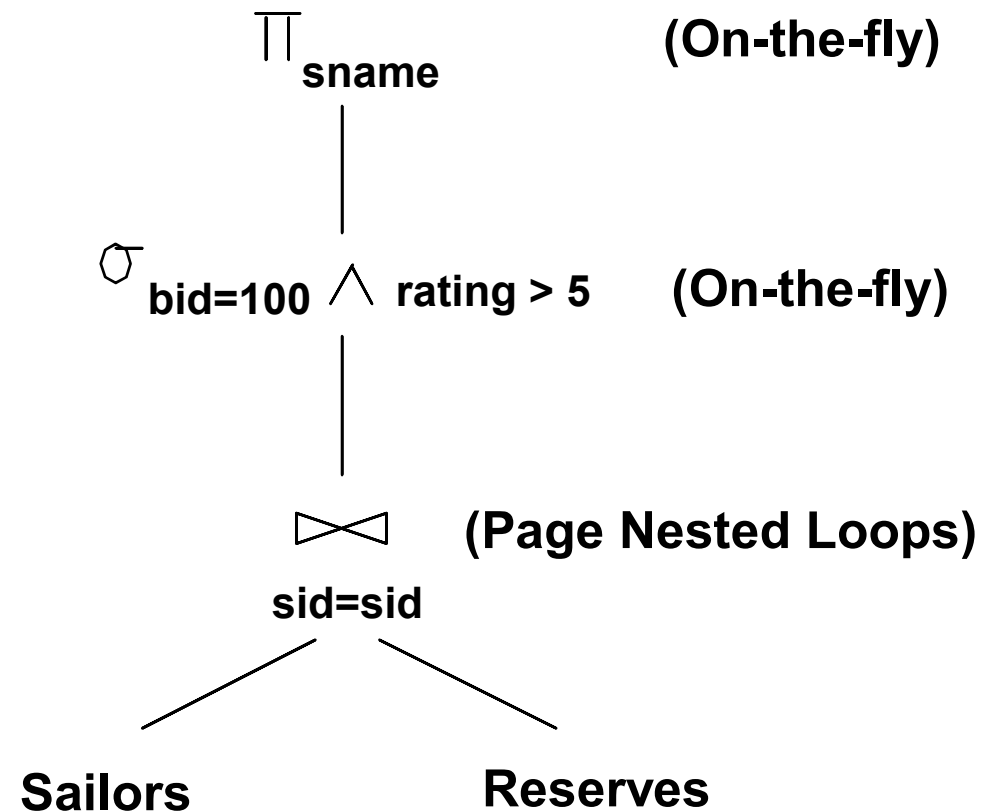 π sname (On-the-fly)
σ bid=100 ∧ rating > 5 (On-the-fly)
⋈ (Page Nested Loops)
sid=sid
Sailors Reserves